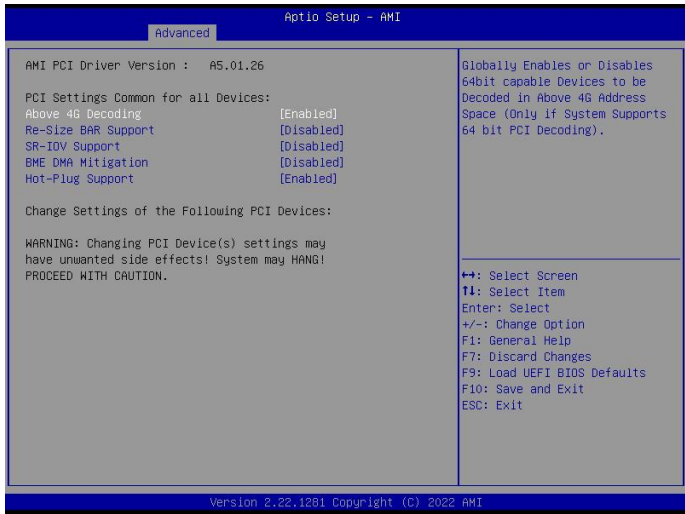 Aptio Setup – AMI
Advanced
AMI PCI Driver Version :    A5.01.26
PCI Settings Common for all Devices:
Above 4G Decoding    [Enabled]
Re-Size BAR Support    [Disabled]
SR-IOV Support    [Disabled]
BME DMA Mitigation    [Disabled]
Hot-Plug Support    [Enabled]
Change Settings of the Following PCI Devices:
WARNING: Changing PCI Device(s) settings may
have unwanted side effects! System may HANG!
PROCEED WITH CAUTION.
Globally Enables or Disables
64bit capable Devices to be
Decoded in Above 4G Address
Space (Only if System Supports
64 bit PCI Decoding).
↔: Select Screen
↑↓: Select Item
Enter: Select
+/-: Change Option
F1: General Help
F7: Discard Changes
F9: Load UEFI BIOS Defaults
F10: Save and Exit
ESC: Exit
Version 2.22.1281 Copyright (C) 2022 AMI